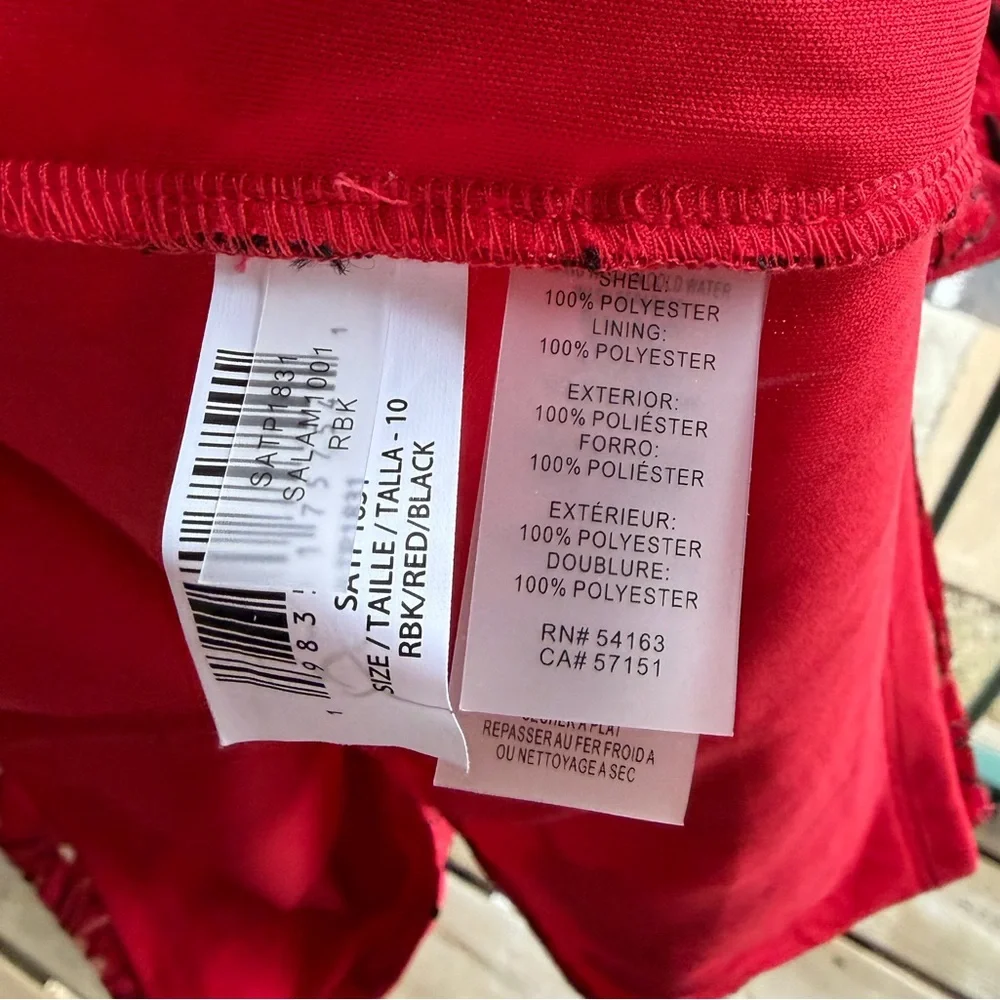 SATP1831
SALAM1001 1
RBK
SIZE / TAILLE / TALLA - 10
RBK/RED/BLACK
SHELL:
100% POLYESTER
LINING:
100% POLYESTER
EXTERIOR:
100% POLIÉSTER
FORRO:
100% POLIÉSTER
EXTÉRIEUR:
100% POLYESTER
DOUBLURE:
100% POLYESTER
RN# 54163
CA# 57151
REPASSER AU FER FROID A
OU NETTOYAGE A SEC